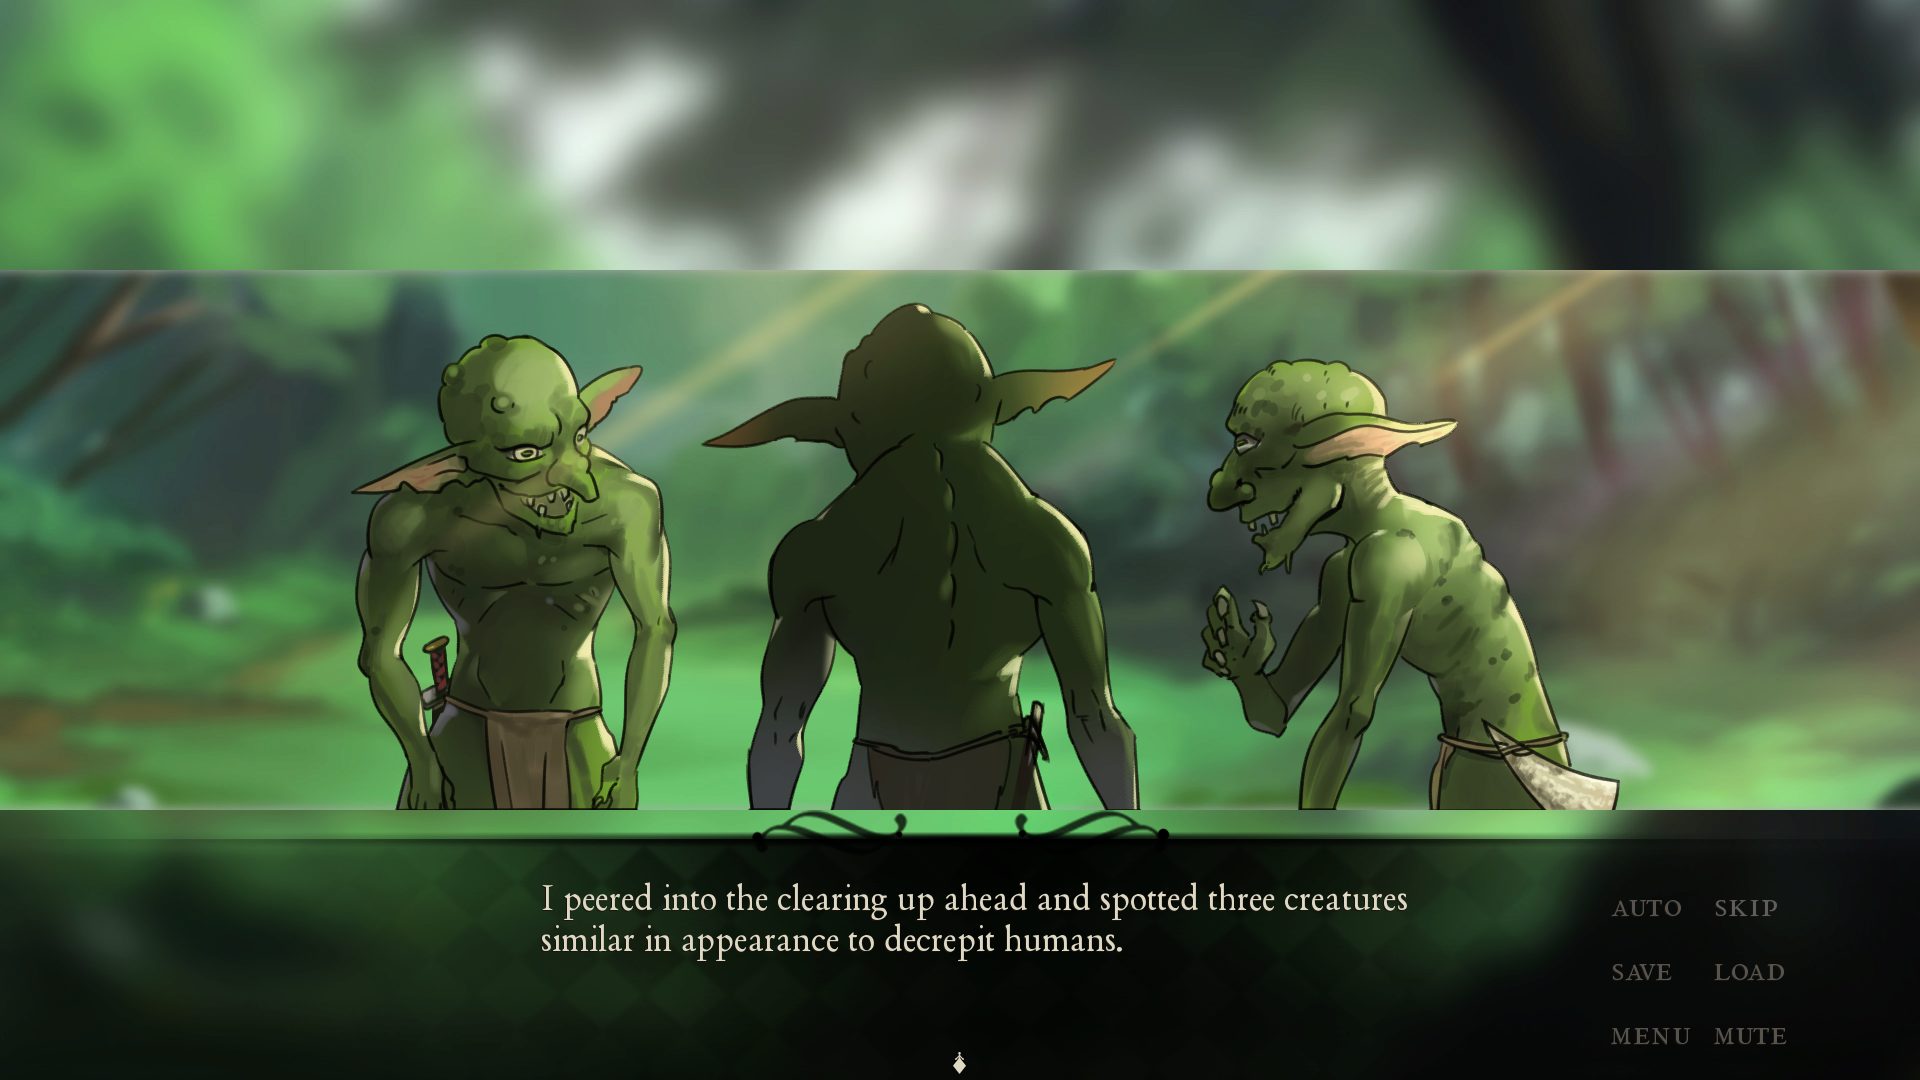 I peered into the clearing up ahead and spotted three creatures
similar in appearance to decrepit humans.
AUTO SKIP
SAVE LOAD
MENU MUTE